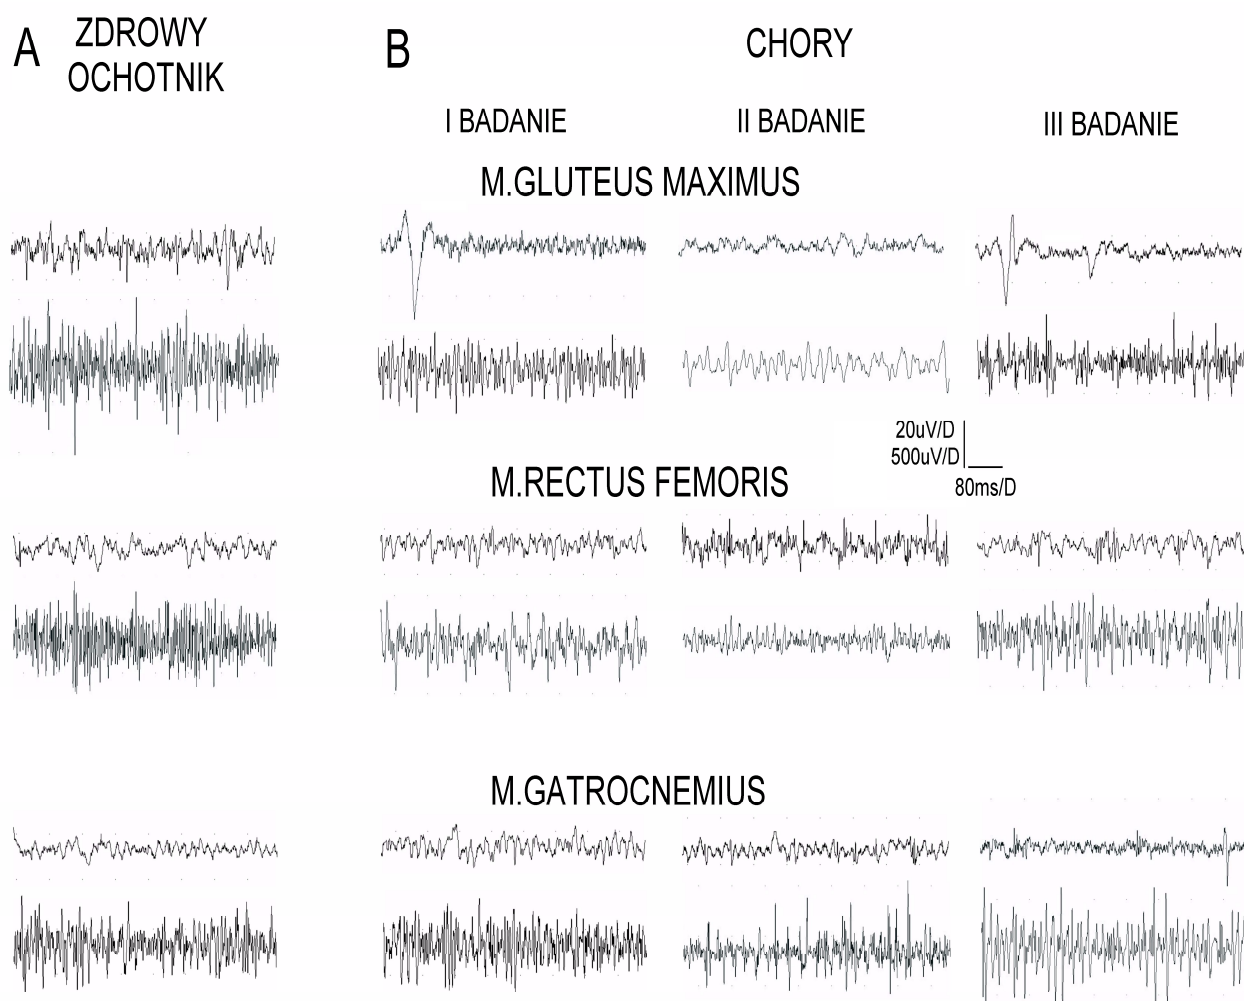 A ZDROWY
OCHOTNIK
B CHORY
I BADANIE II BADANIE III BADANIE
M.GLUTEUS MAXIMUS
20uV/D
500uV/D
80ms/D
M.RECTUS FEMORIS
M.GATROCNEMIUS